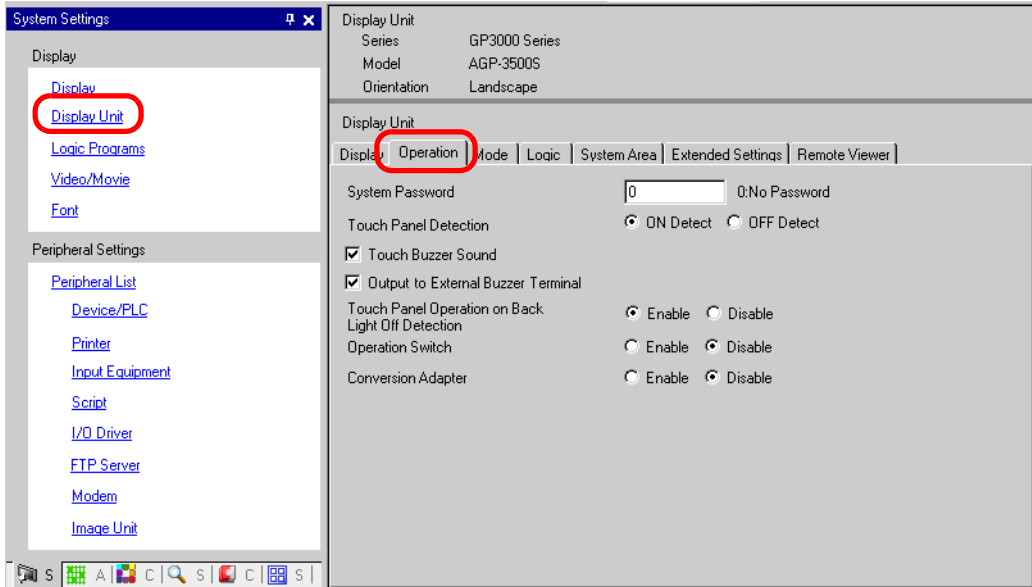 System Settings
Display
Display
Display Unit
Logic Programs
Video/Movie
Font
Peripheral Settings
Peripheral List
Device/PLC
Printer
Input Equipment
Script
I/O Driver
FTP Server
Modem
Image Unit
S A C S C S
Display Unit
Series GP3000 Series
Model AGP-3500S
Orientation Landscape
Display Unit
Display Operation Mode Logic System Area Extended Settings Remote Viewer
System Password 0 0:No Password
Touch Panel Detection ON Detect OFF Detect
Touch Buzzer Sound
Output to External Buzzer Terminal
Touch Panel Operation on Back
Light Off Detection Enable Disable
Operation Switch Enable Disable
Conversion Adapter Enable Disable